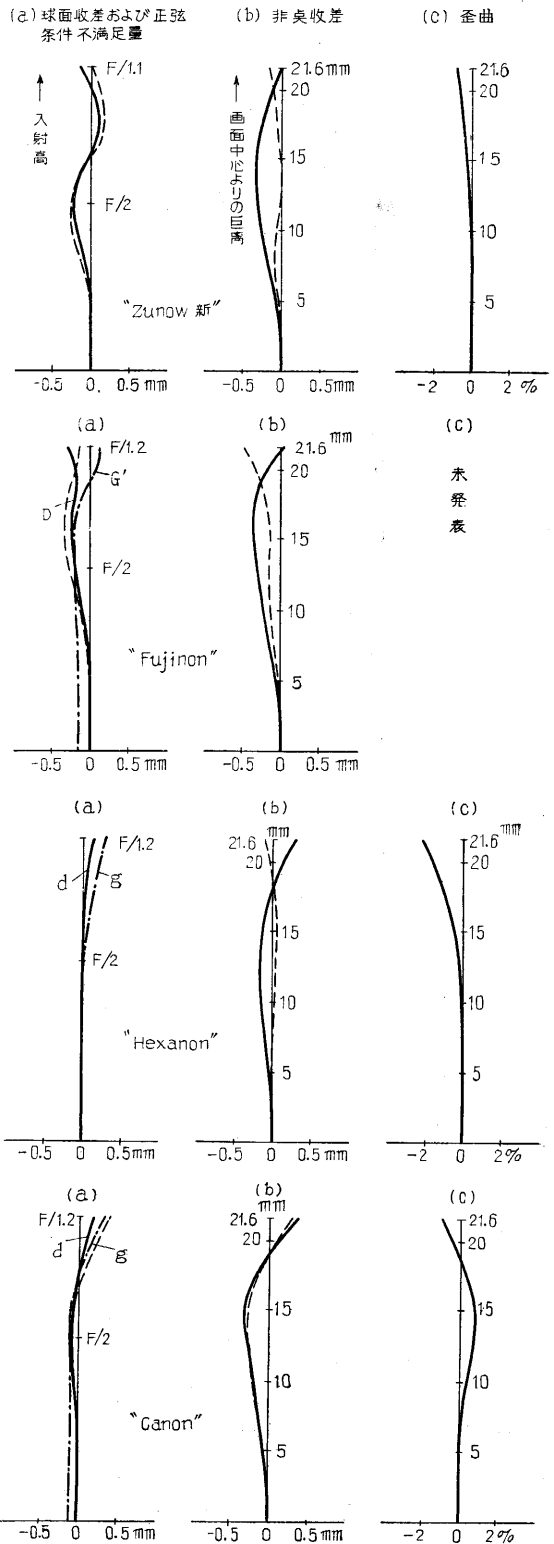 (a) 球面收差および正弦
条件不満足量
(b) 非奌收差
(c) 歪曲
↑入射高
F/1.1
F/2
"Zunow 新"
-0.5 0 0.5 mm
↑画面中心よりの巨离
21.6mm
20
15
10
5
-0.5 0 0.5mm
21.6
20
15
10
5
-2 0 2 %
(a)
F/1.2
G'
D
F/2
"Fujinon"
-0.5 0 0.5 mm
(b)
21.6 mm
20
15
10
5
-0.5 0 0.5mm
(c)
未発表
(a)
F/1.2
d
g
F/2
"Hexanon"
-0.5 0 0.5 mm
(b)
mm
21.6
20
15
10
5
-0.5 0 0.5mm
(c)
21.6 mm
20
15
10
5
-2 0 2%
(a)
F/1.2
d
g
F/2
"Canon"
-0.5 0 0.5 mm
(b)
mm
21.6
20
15
10
5
-0.5 0 0.5mm
(c)
21.6
20
15
10
5
-2 0 2%